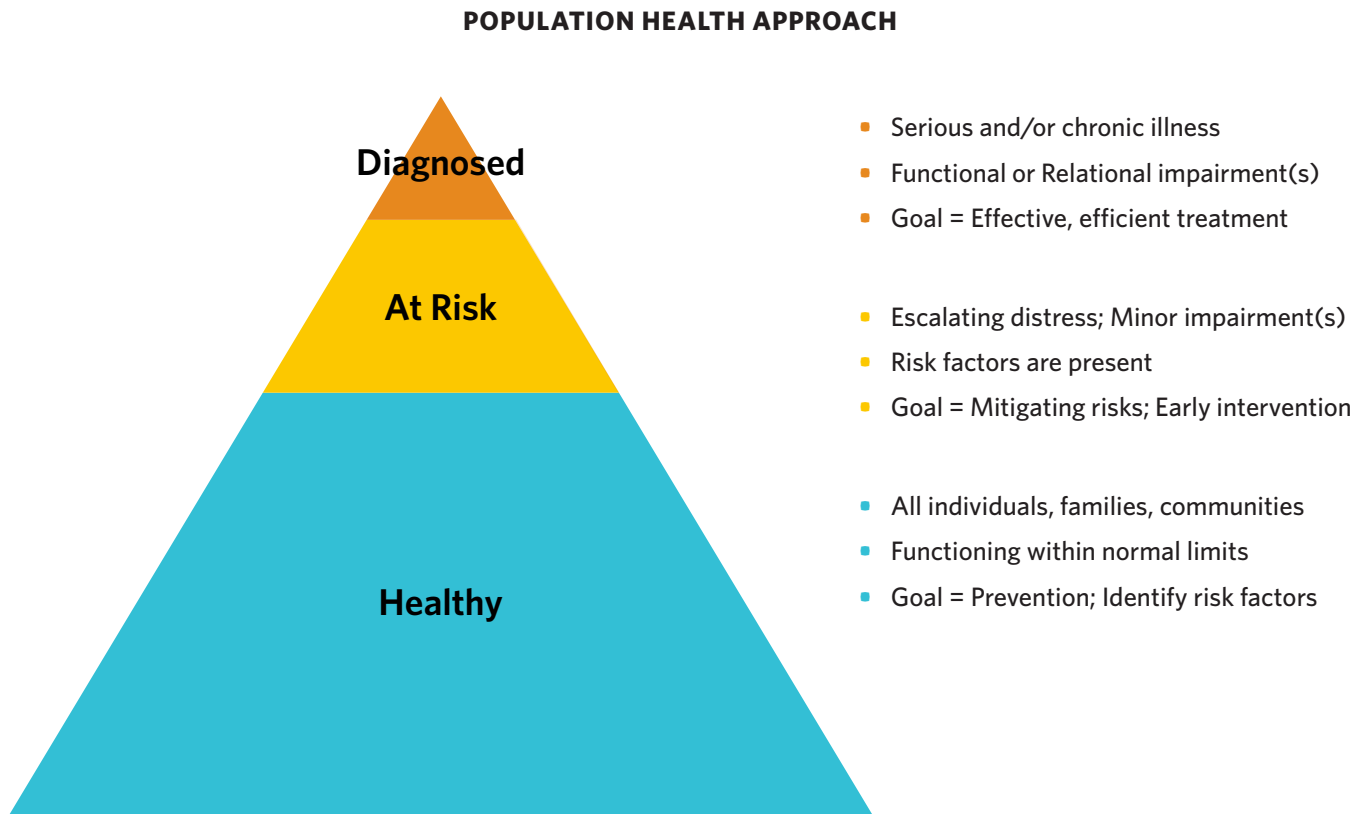 POPULATION HEALTH APPROACH
Diagnosed
Serious and/or chronic illness
Functional or Relational impairment(s)
Goal = Effective, efficient treatment
At Risk
Escalating distress; Minor impairment(s)
Risk factors are present
Goal = Mitigating risks; Early intervention
Healthy
All individuals, families, communities
Functioning within normal limits
Goal = Prevention; Identify risk factors